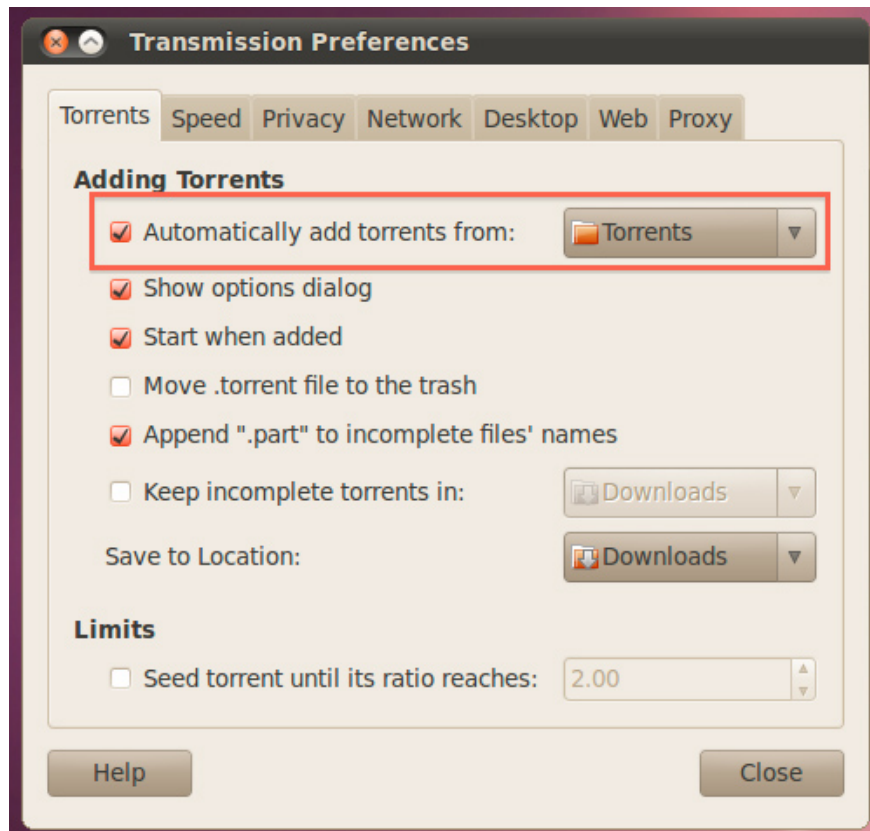 Transmission Preferences
Torrents Speed Privacy Network Desktop Web Proxy
Adding Torrents
Automatically add torrents from: Torrents
Show options dialog
Start when added
Move .torrent file to the trash
Append ".part" to incomplete files' names
Keep incomplete torrents in: Downloads
Save to Location: Downloads
Limits
Seed torrent until its ratio reaches: 2.00
Help Close